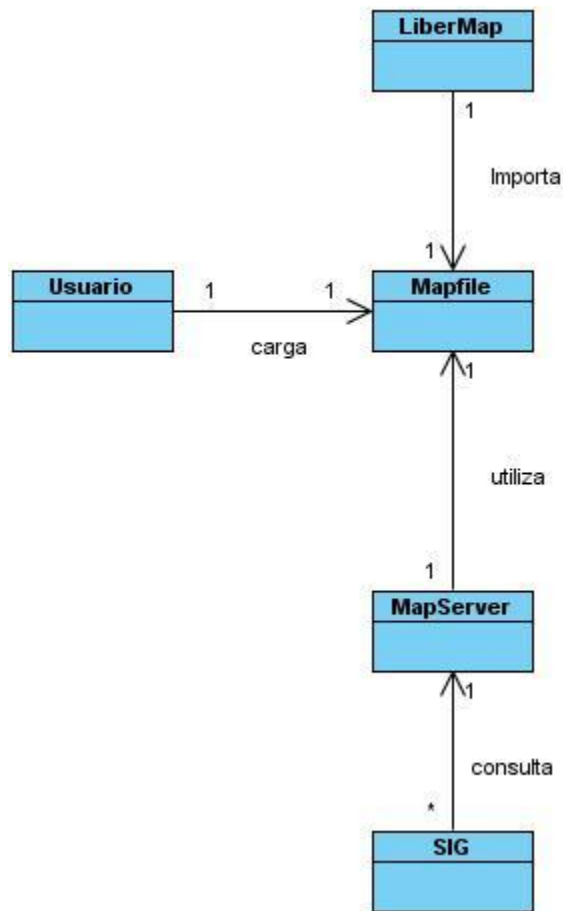 LiberMap
1
Importa
1
Usuario
1
1
Mapfile
carga
1
utiliza
1
MapServer
1
consulta
*
SIG